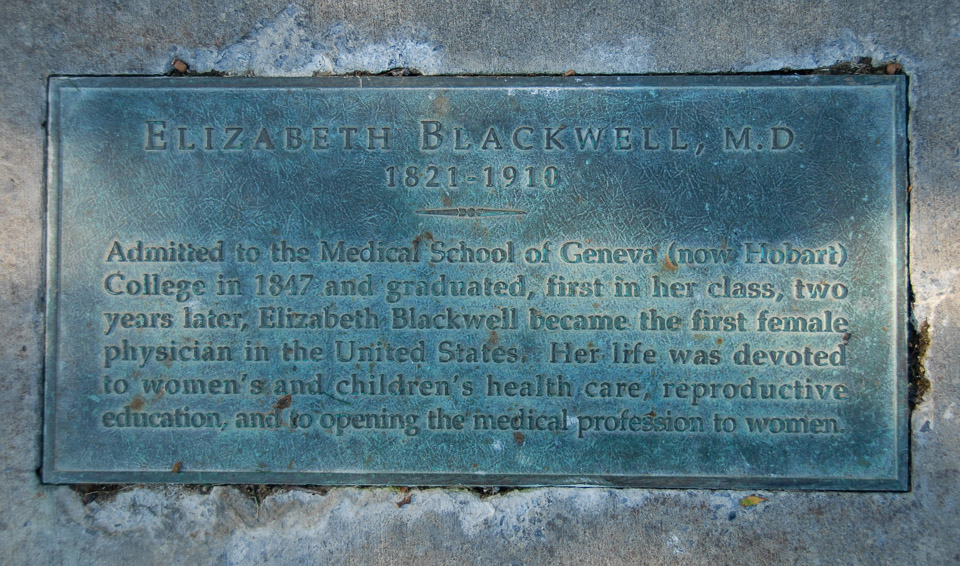 ELIZABETH BLACKWELL, M.D.
1821-1910
Admitted to the Medical School of Geneva (now Hobart)
College in 1847 and graduated, first in her class, two
years later, Elizabeth Blackwell became the first female
physician in the United States. Her life was devoted
to women's and children's health care, reproductive
education, and to opening the medical profession to women.